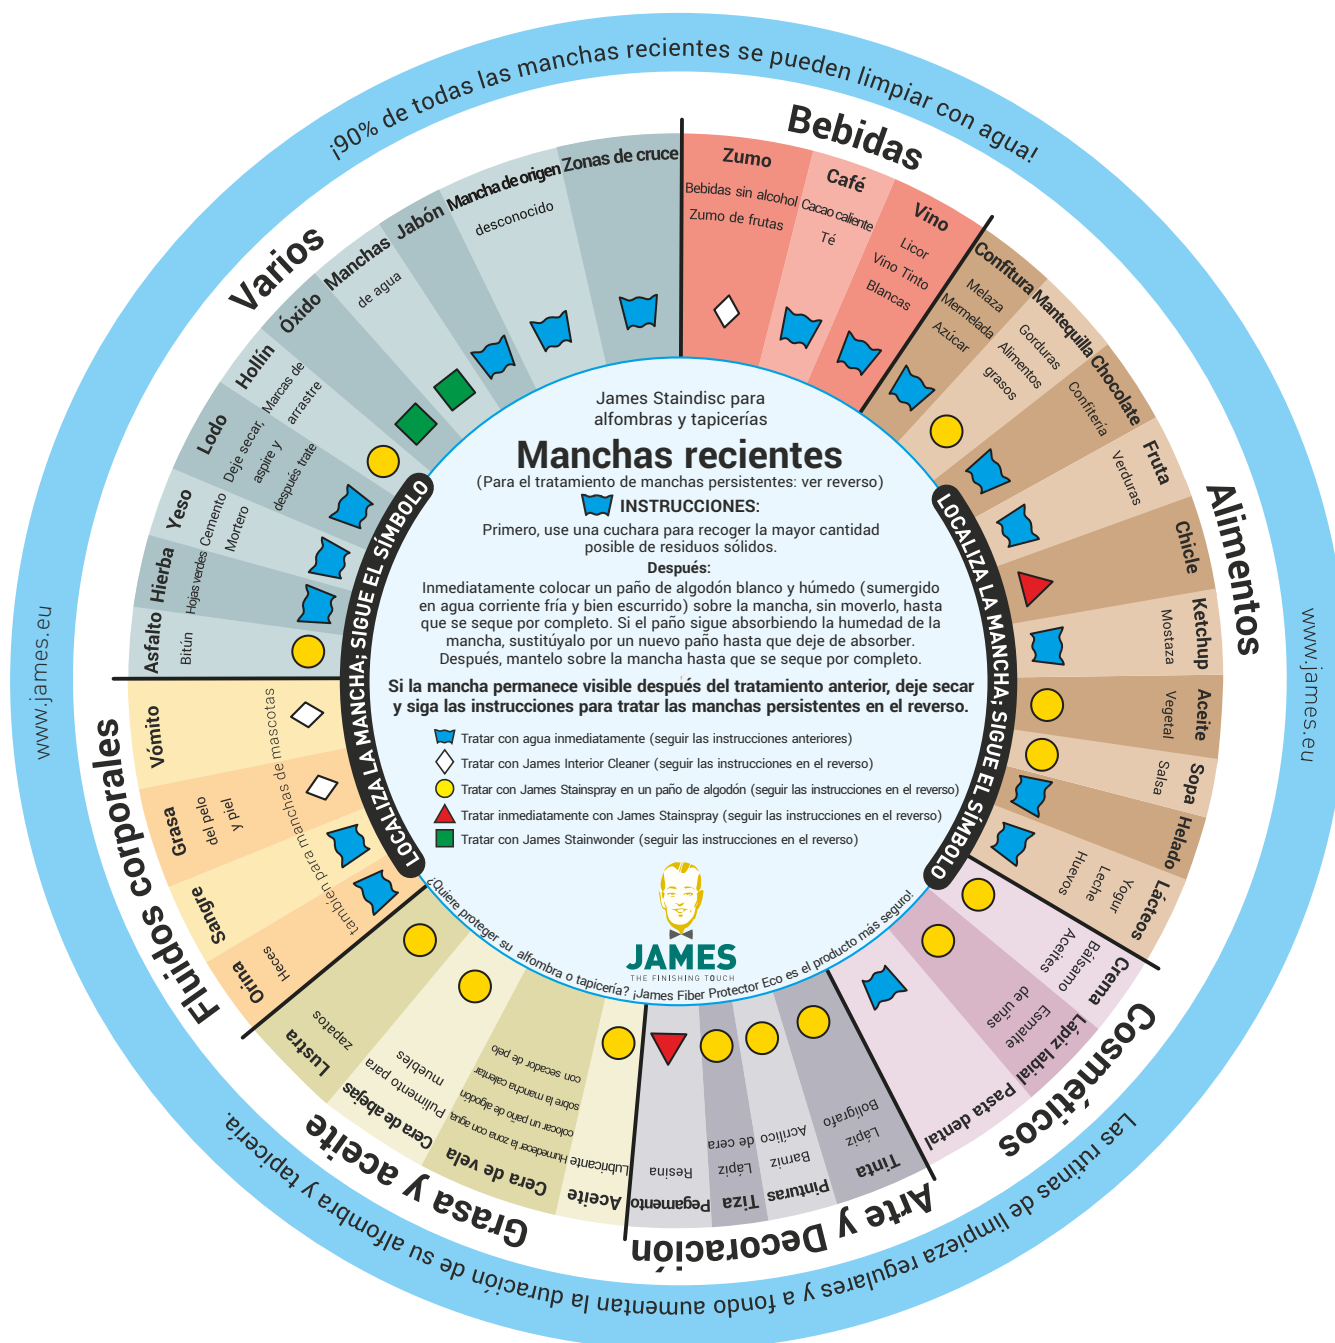 ¡90% de todas las manchas recientes se pueden limpiar con agua!
www.james.eu
Las rutinas de limpieza regulares y a fondo aumentan la duración de su alfombra y tapicería.
www.james.eu
Bebidas
Zumo
Bebidas sin alcohol
Zumo de frutas
Café
Cacao caliente
Té
Vino
Licor
Vino Tinto
Blancas
Alimentos
Confitura
Melaza
Mermelada
Azúcar
Mantequilla
Gorduras
Alimentos
grasos
Chocolate
Confitería
Fruta
Verduras
Chicle
Ketchup
Mostaza
Aceite
Vegetal
Sopa
Salsa
Helado
Lácteos
Yogur
Leche
Huevos
Cosméticos
Crema
Bálsamo
Aceites
Lápiz labial
Esmalte
de uñas
Pasta dental
Arte y Decoración
Tinta
Lápiz
Bolígrafo
Pinturas
Barniz
Acrílico
Tiza
Lápiz
de cera
Pegamento
Resina
Grasa y aceite
Aceite
Lubricante
Cera de vela
Humedecer la zona con agua,
colocar un paño de algodón
sobre la mancha calentar
con secador de pelo
Cera de abejas
Pulimento para
muebles
Lustra
zapatos
Fluidos corporales
Orina
Heces
Sangre
Grasa
del pelo
y piel
Vómito
también para manchas de mascotas
Varios
Asfalto
Bitún
Hierba
Hojas verdes
Yeso
Cemento
Mortero
Lodo
Deje secar,
aspire y
después trate
Hollín
Marcas de
arrastre
Óxido
Manchas
de agua
Jabón
Mancha de origen
desconocido
Zonas de cruce
LOCALIZA LA MANCHA; SIGUE EL SÍMBOLO
LOCALIZA LA MANCHA; SIGUE EL SÍMBOLO
James Staindisc para
alfombras y tapicerías
Manchas recientes
(Para el tratamiento de manchas persistentes: ver reverso)
INSTRUCCIONES:
Primero, use una cuchara para recoger la mayor cantidad
posible de residuos sólidos.
Después:
Inmediatamente colocar un paño de algodón blanco y húmedo (sumergido
en agua corriente fría y bien escurrido) sobre la mancha, sin moverlo, hasta
que se seque por completo. Si el paño sigue absorbiendo la humedad de la
mancha, sustitúyalo por un nuevo paño hasta que deje de absorber.
Después, mantelo sobre la mancha hasta que se seque por completo.
Si la mancha permanece visible después del tratamiento anterior, deje secar
y siga las instrucciones para tratar las manchas persistentes en el reverso.
Tratar con agua inmediatamente (seguir las instrucciones anteriores)
Tratar con James Interior Cleaner (seguir las instrucciones en el reverso)
Tratar con James Stainspray en un paño de algodón (seguir las instrucciones en el reverso)
Tratar inmediatamente con James Stainspray (seguir las instrucciones en el reverso)
Tratar con James Stainwonder (seguir las instrucciones en el reverso)
JAMES
THE FINISHING TOUCH
¿Quiere proteger su alfombra o tapicería? ¡James Fiber Protector Eco es el producto más seguro!